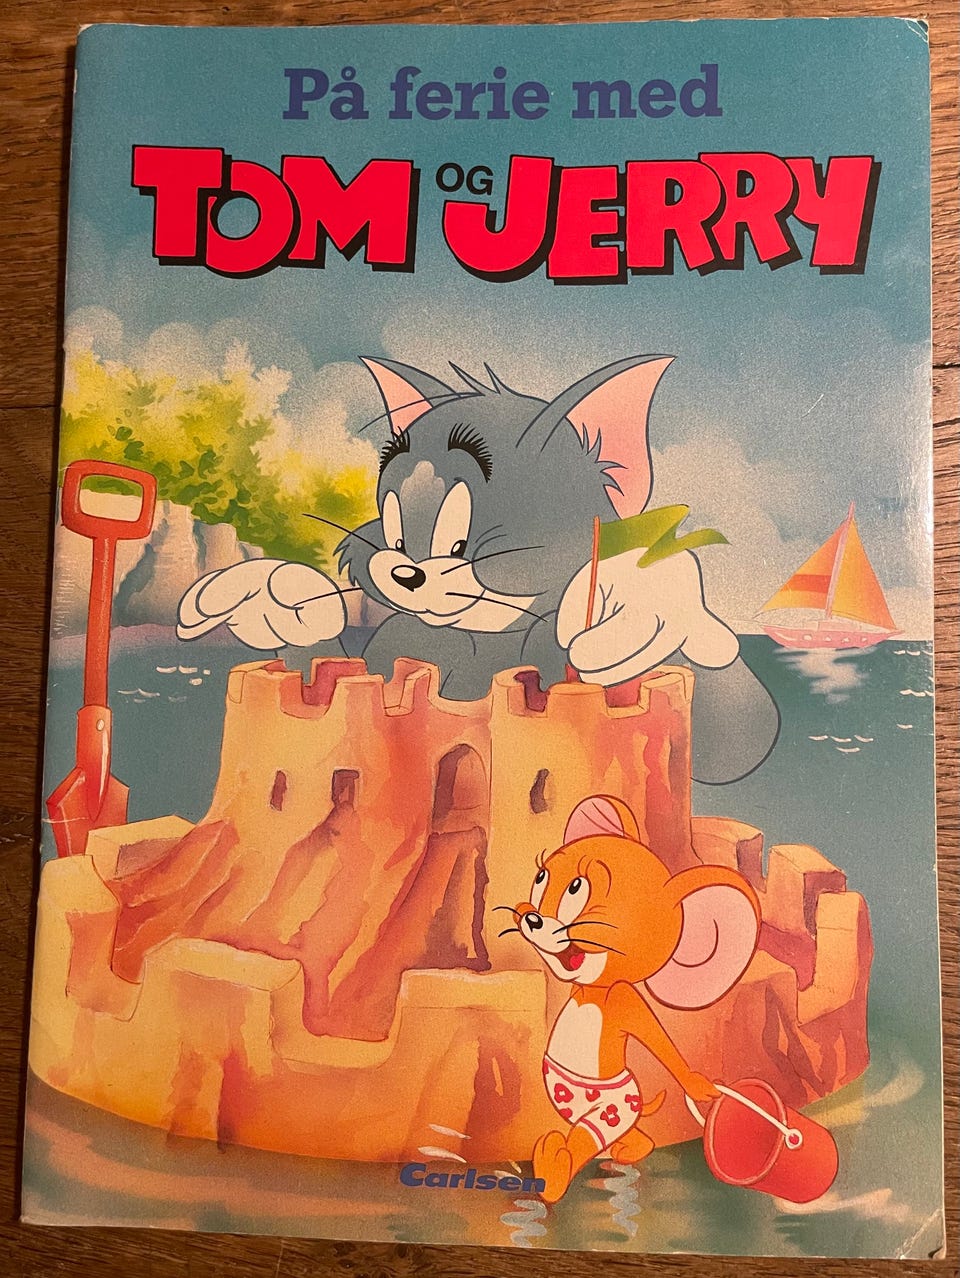 På ferie med
TOM OG JERRY
Carlsen